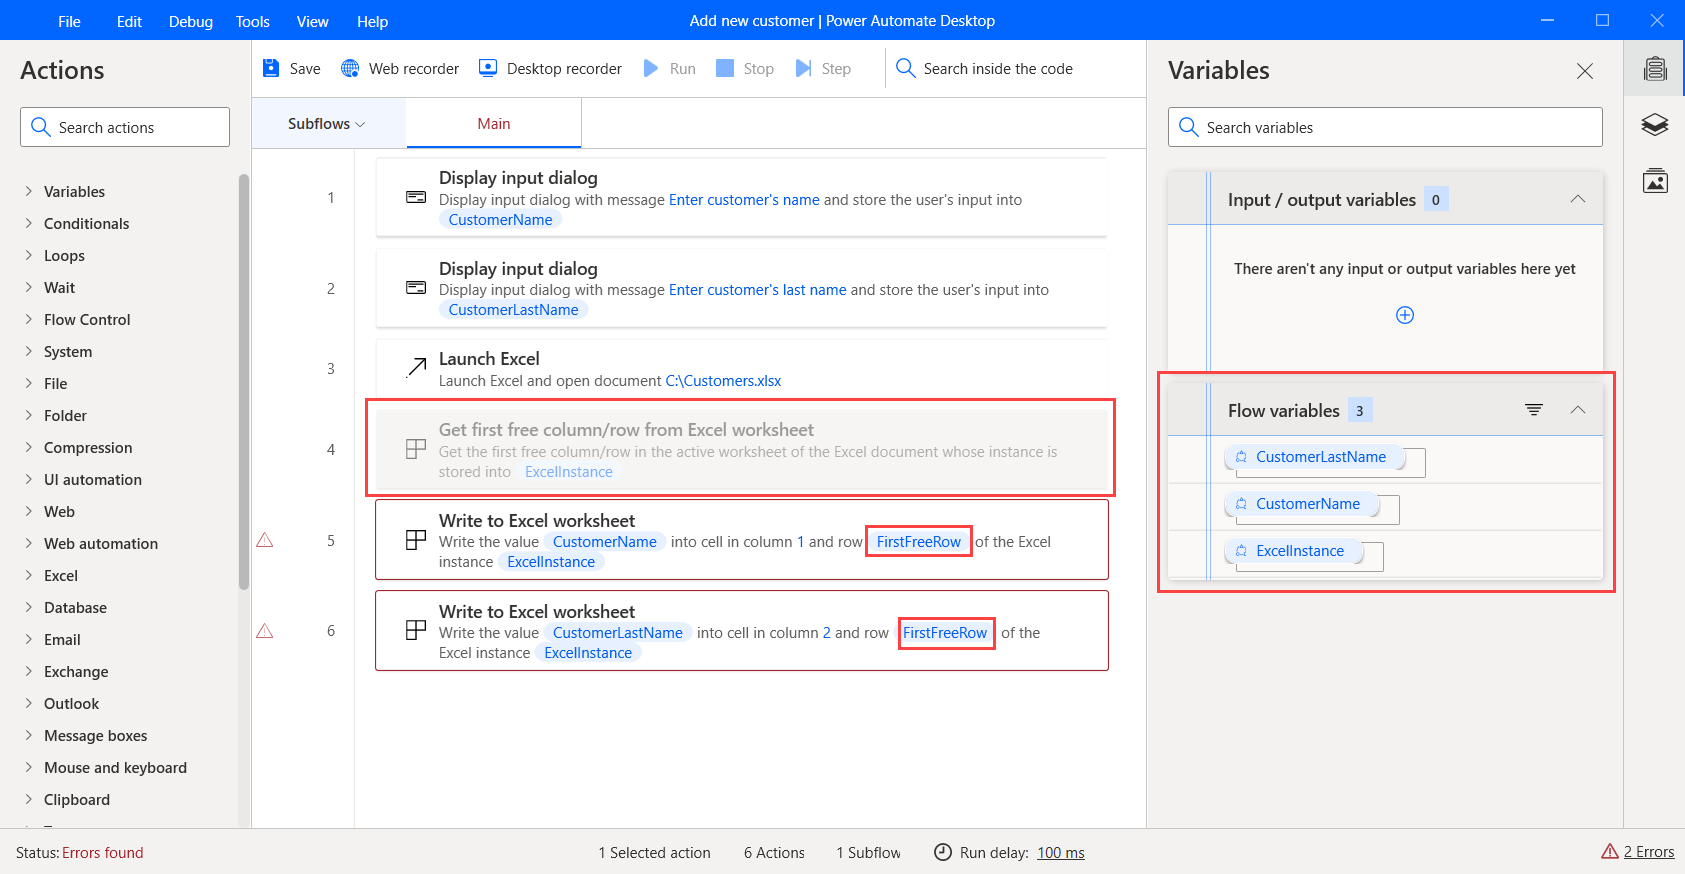 File Edit Debug Tools View Help Add new customer | Power Automate Desktop
Actions
Search actions
Variables
Conditionals
Loops
Wait
Flow Control
System
File
Folder
Compression
UI automation
Web
Web automation
Excel
Database
Email
Exchange
Outlook
Message boxes
Mouse and keyboard
Clipboard
Save Web recorder Desktop recorder Run Stop Step Search inside the code
Subflows Main
1
Display input dialog
Display input dialog with message Enter customer's name and store the user's input into
CustomerName
2
Display input dialog
Display input dialog with message Enter customer's last name and store the user's input into
CustomerLastName
3
Launch Excel
Launch Excel and open document C:\Customers.xlsx
4
Get first free column/row from Excel worksheet
Get the first free column/row in the active worksheet of the Excel document whose instance is
stored into ExcelInstance
5
Write to Excel worksheet
Write the value CustomerName into cell in column 1 and row FirstFreeRow of the Excel
instance ExcelInstance
6
Write to Excel worksheet
Write the value CustomerLastName into cell in column 2 and row FirstFreeRow of the
Excel instance ExcelInstance
Variables
Search variables
Input / output variables 0
There aren't any input or output variables here yet
Flow variables 3
CustomerLastName
CustomerName
ExcelInstance
Status: Errors found 1 Selected action 6 Actions 1 Subflow Run delay: 100 ms 2 Errors